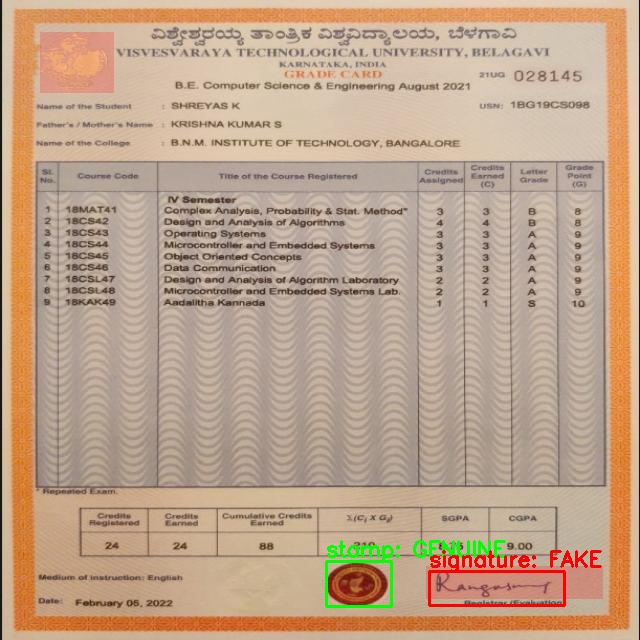 ವಿಶ್ವೇಶ್ವರಯ್ಯ ತಾಂತ್ರಿಕ ವಿಶ್ವವಿದ್ಯಾಲಯ, ಬೆಳಗಾವಿ
VISVESVARAYA TECHNOLOGICAL UNIVERSITY, BELAGAVI
KARNATAKA, INDIA
GRADE CARD 21UG 028145
B.E. Computer Science & Engineering August 2021
Name of the Student : SHREYAS K USN: 1BG19CS098
Father's / Mother's Name : KRISHNA KUMAR S
Name of the College : B.N.M. INSTITUTE OF TECHNOLOGY, BANGALORE
Sl. No. Course Code Title of the Course Registered Credits Assigned Credits Earned (C) Letter Grade Grade Point (G)
IV Semester
1 18MAT41 Complex Analysis, Probability & Stat. Method* 3 3 B 8
2 18CS42 Design and Analysis of Algorithms 4 4 B 8
3 18CS43 Operating Systems 3 3 A 9
4 18CS44 Microcontroller and Embedded Systems 3 3 A 9
5 18CS45 Object Oriented Concepts 3 3 A 9
6 18CS46 Data Communication 3 3 A 9
7 18CSL47 Design and Analysis of Algorithm Laboratory 2 2 A 9
8 18CSL48 Microcontroller and Embedded Systems Lab. 2 2 A 9
9 18KAK49 Aadalitha Kannada 1 1 S 10
* Repeated Exam.
Credits Registered Credits Earned Cumulative Credits Earned Σ(Ci X Gi) SGPA CGPA
24 24 88 9.00
stamp: GENUINE
signature: FAKE
Medium of instruction: English
Rangasamy
Date: February 05, 2022 Registrar (Evaluation